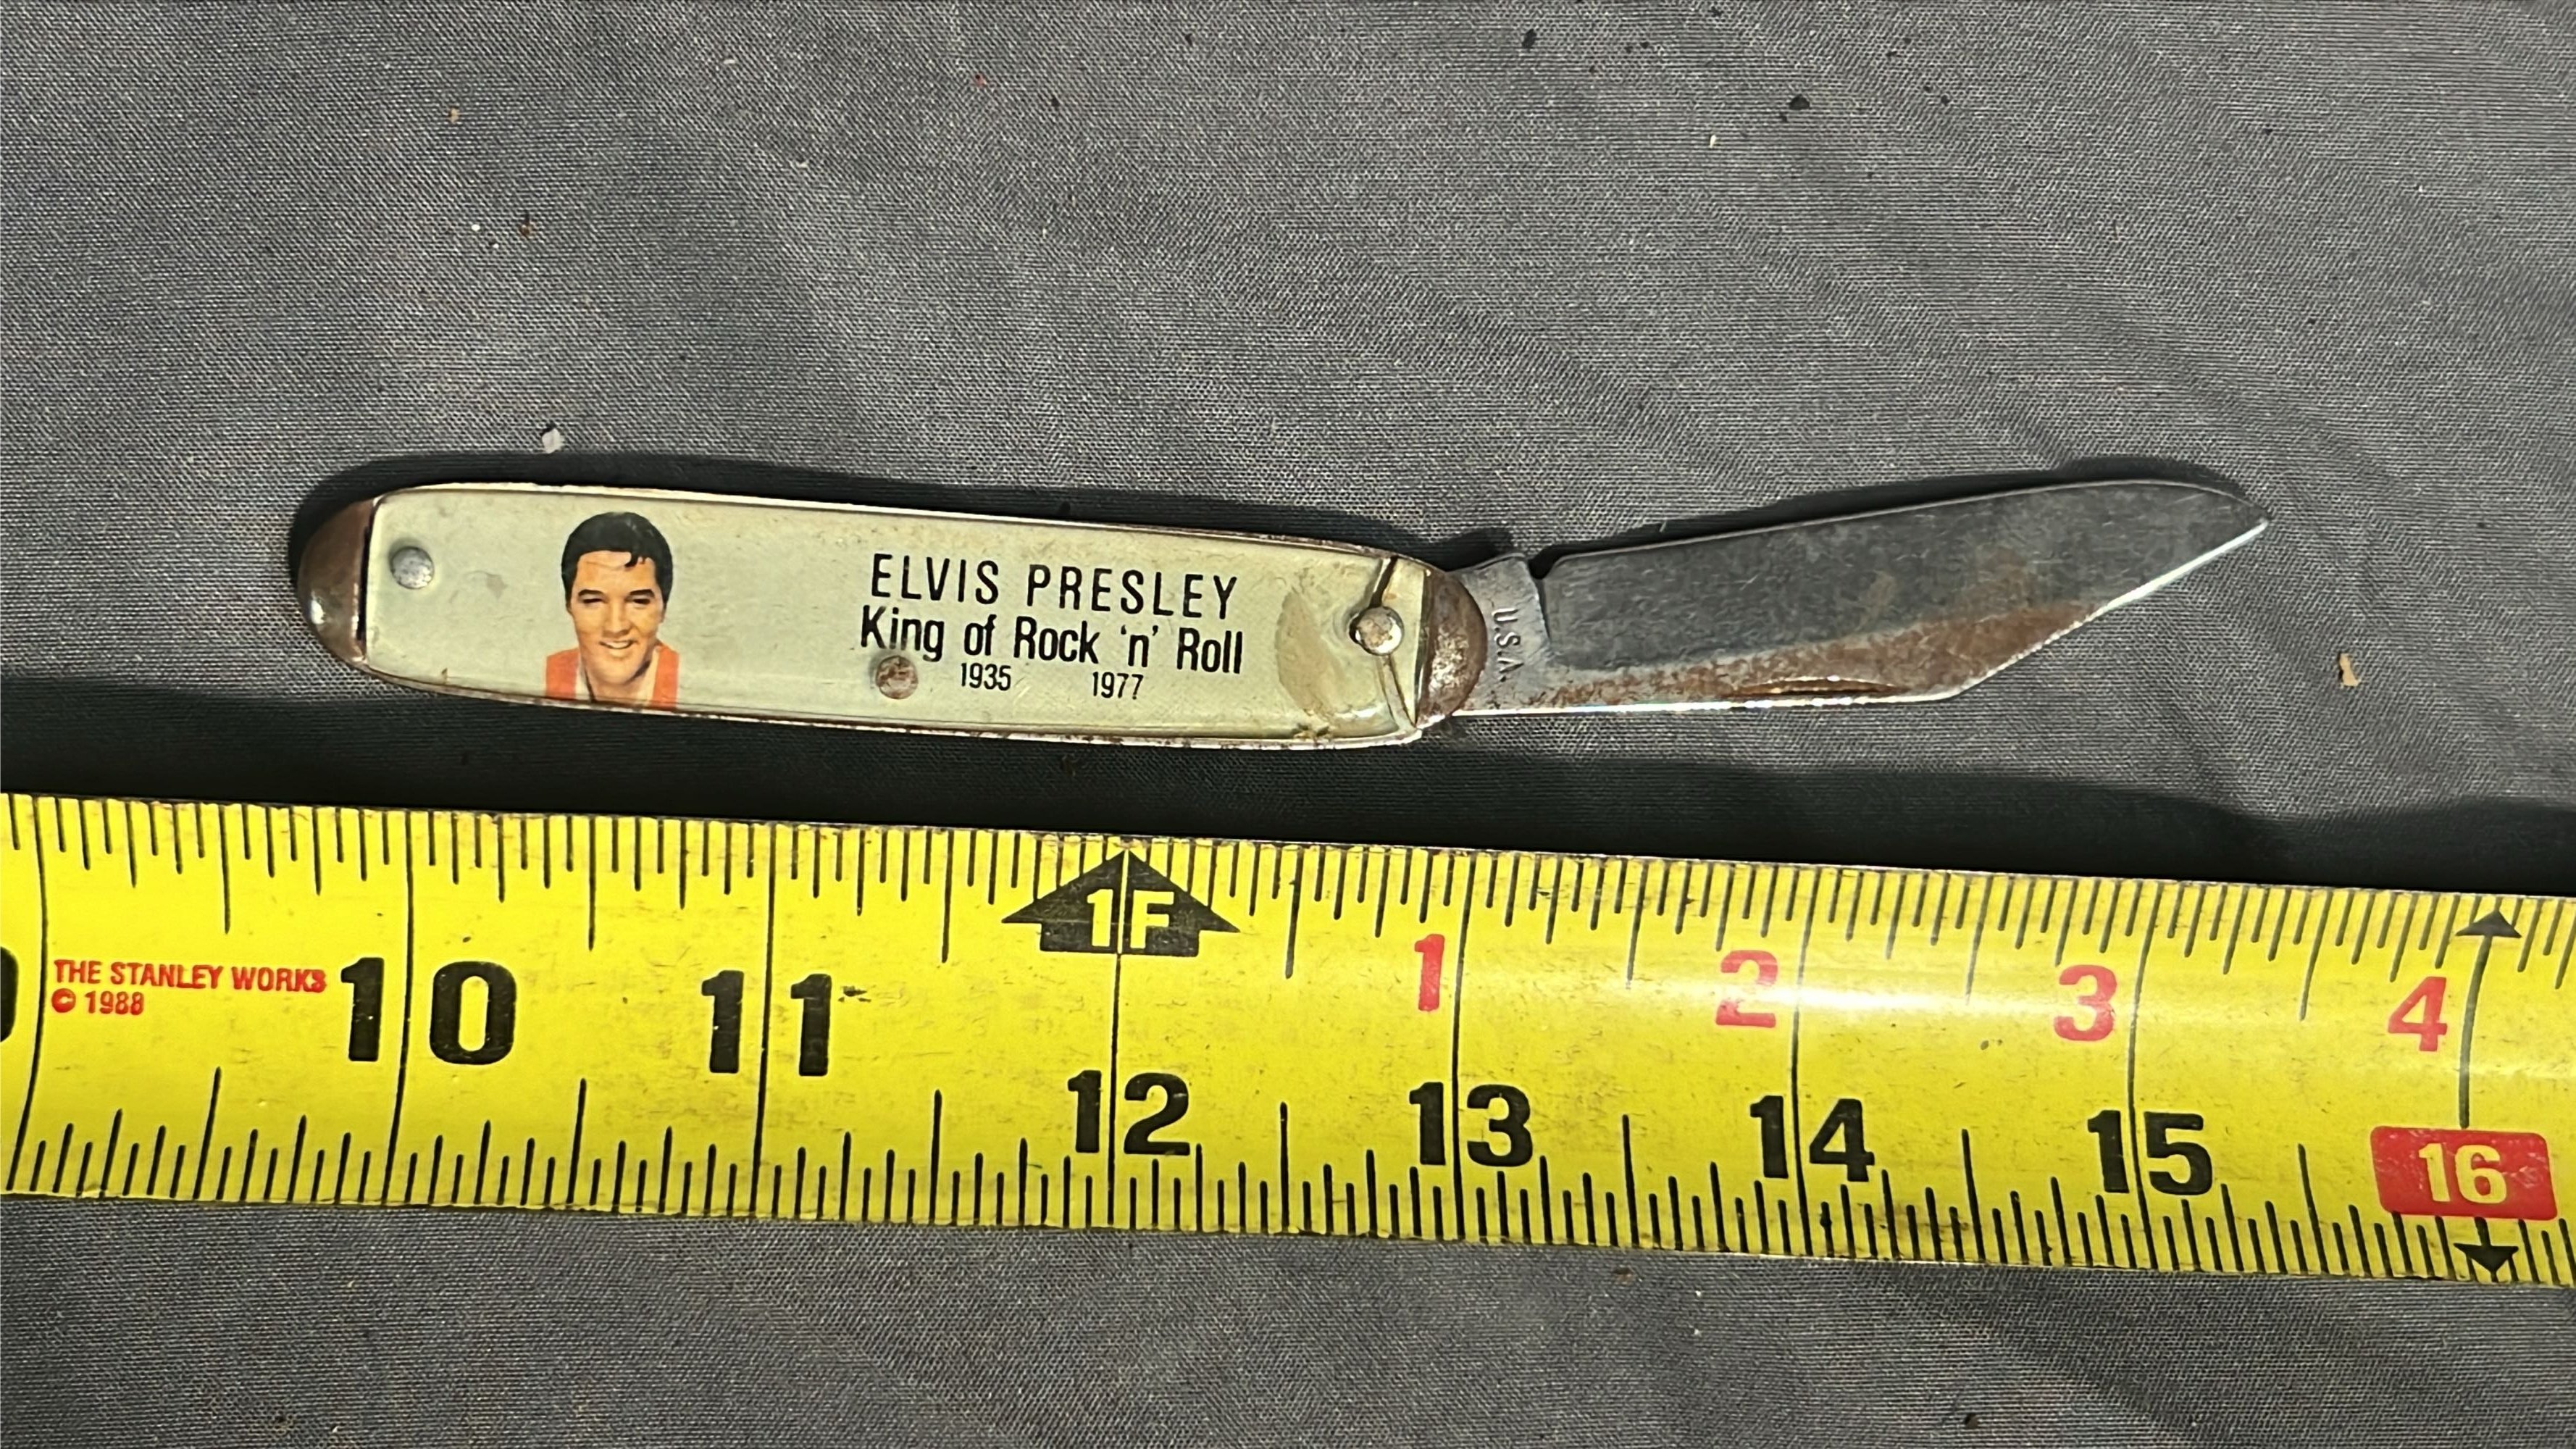 ELVIS PRESLEY
King of Rock 'n' Roll
1935 1977
U.S.A.
1F
1 2 3 4
THE STANLEY WORKS
© 1988
10 11
12 13 14 15 16